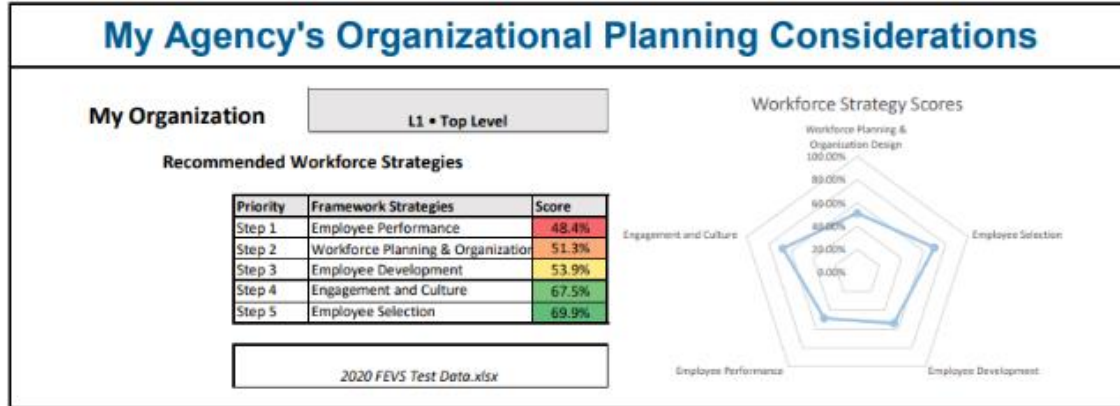 My Agency's Organizational Planning Considerations
My Organization
L1 • Top Level
Recommended Workforce Strategies
Priority Framework Strategies Score
Step 1 Employee Performance 48.4%
Step 2 Workforce Planning & Organization 51.3%
Step 3 Employee Development 53.9%
Step 4 Engagement and Culture 67.5%
Step 5 Employee Selection 69.9%
2020 FEVS Test Data.xlsx
Workforce Strategy Scores
Workforce Planning &
Organization Design
100.00%
80.00%
60.00%
40.00%
20.00%
0.00%
Engagement and Culture
Employee Selection
Employee Performance
Employee Development